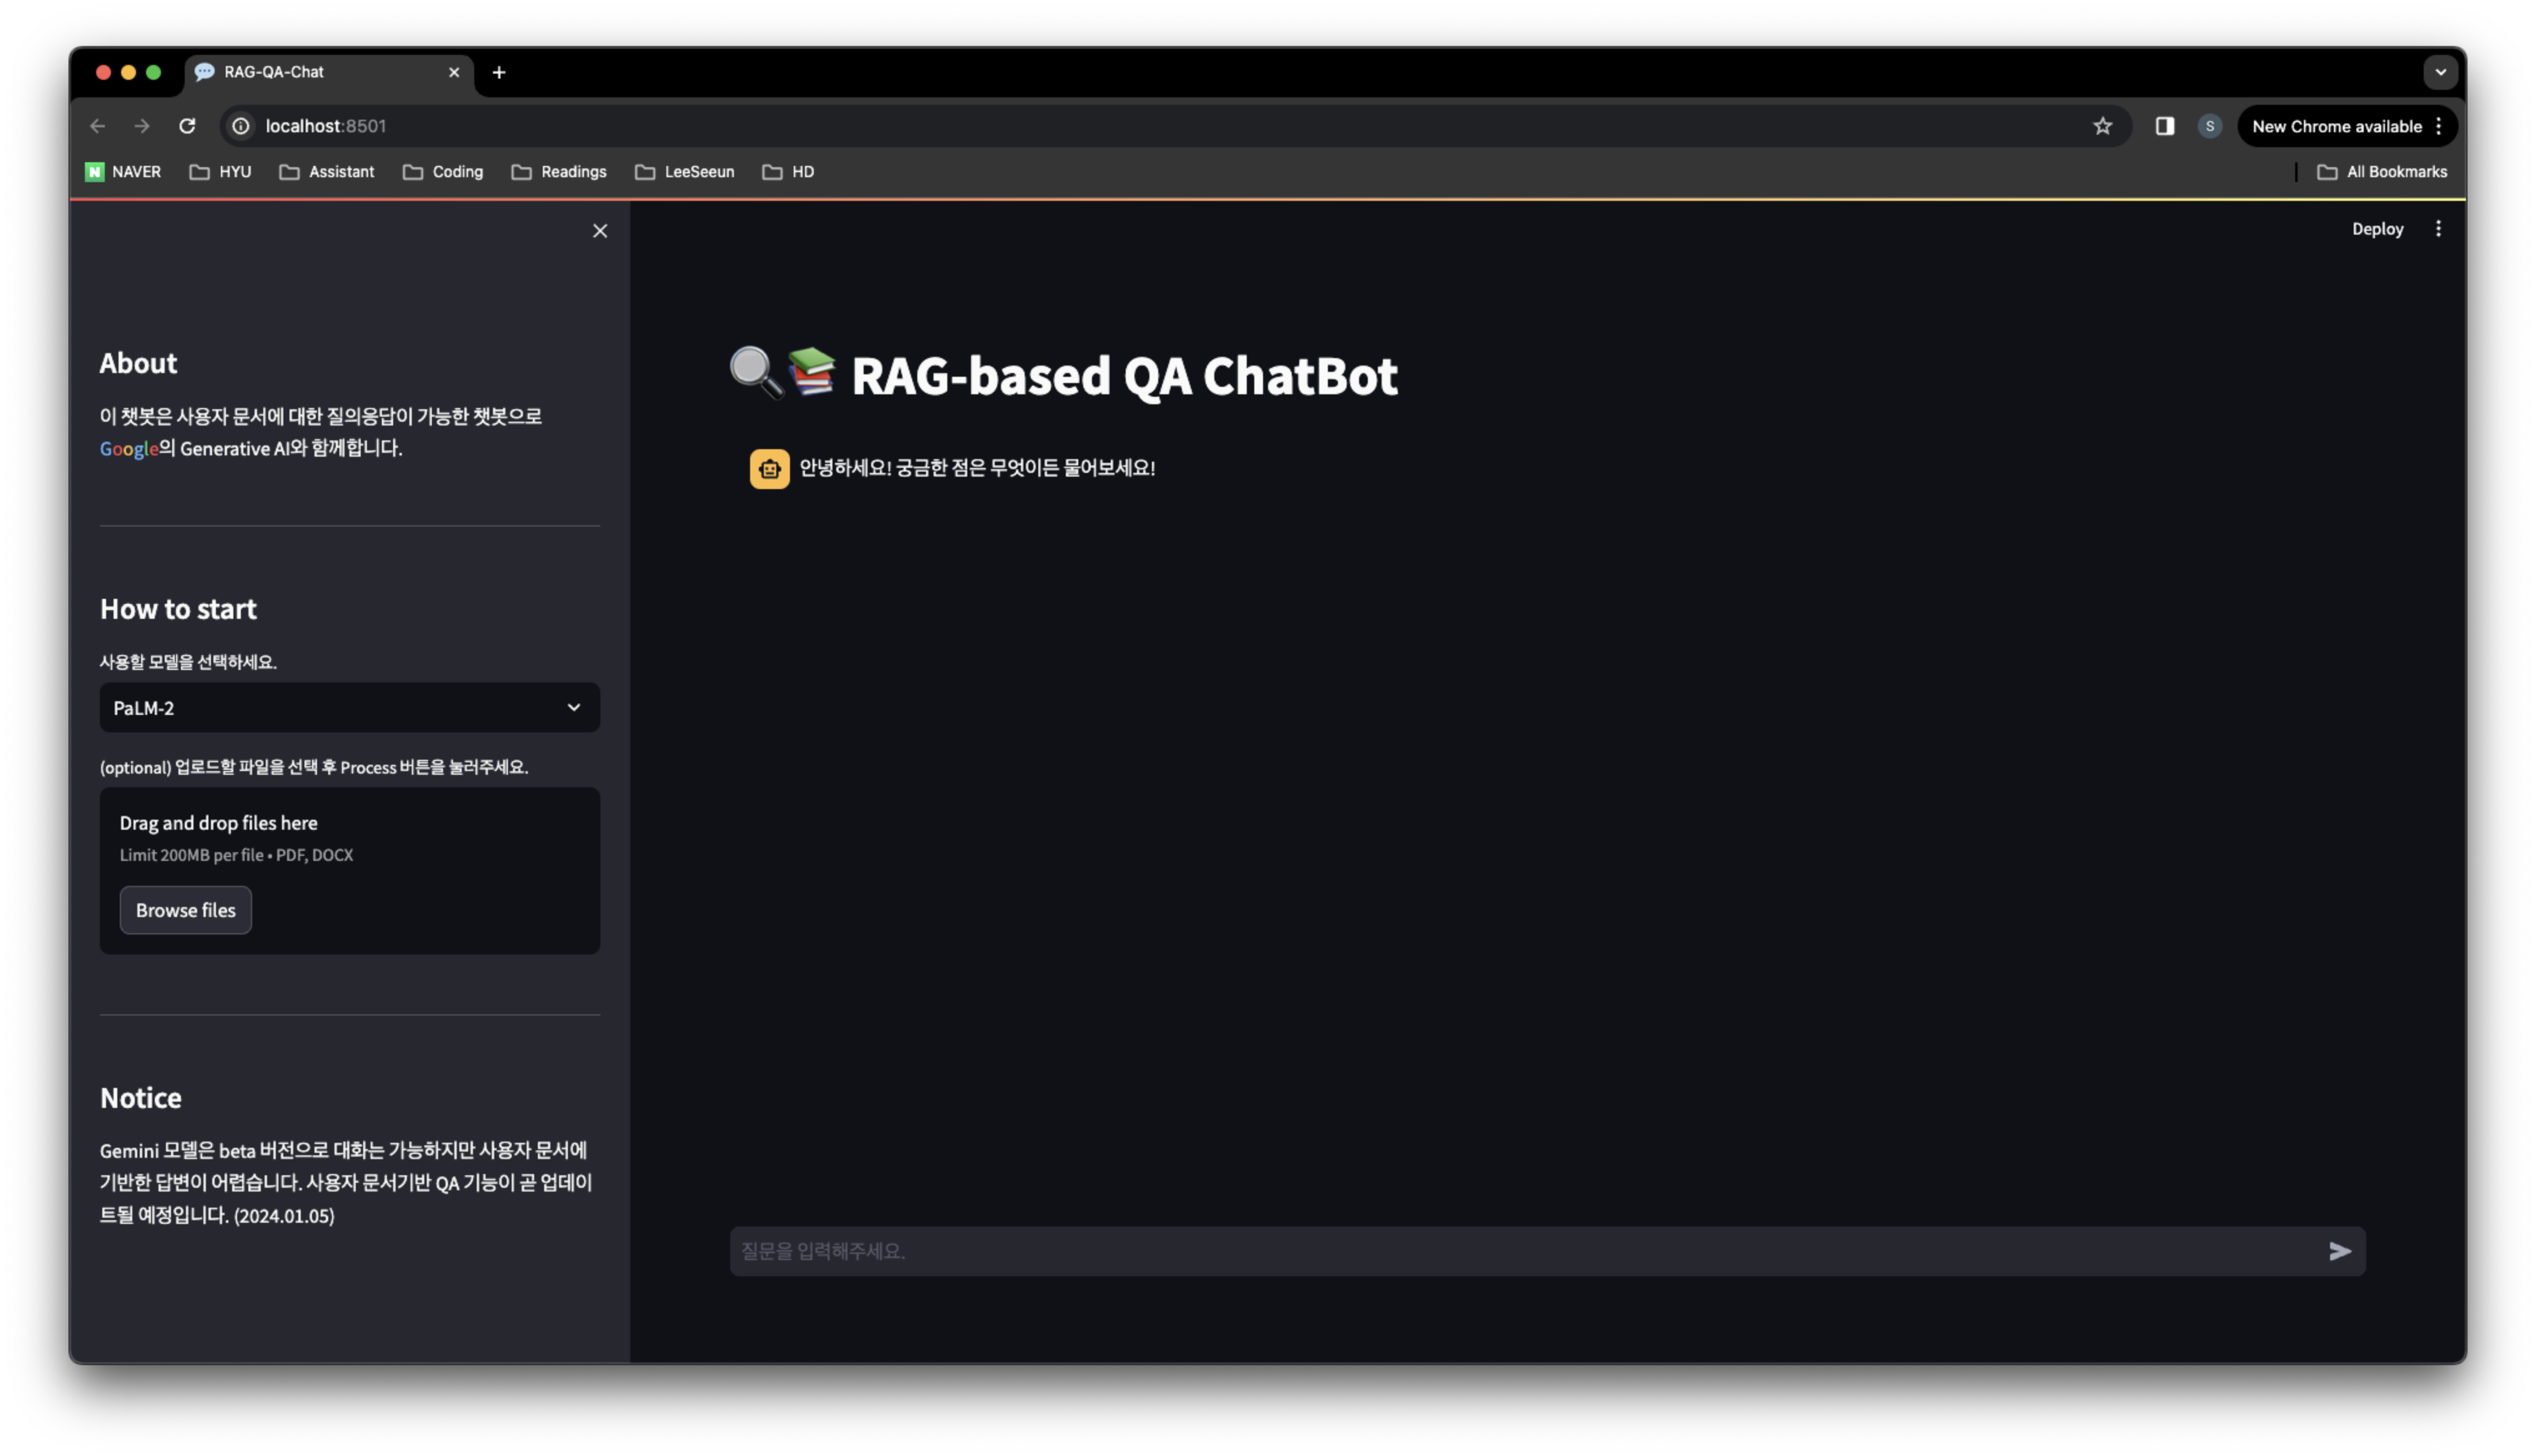 RAG-QA-Chat
localhost:8501
New Chrome available
NAVER HYU Assistant Coding Readings LeeSeeun HD All Bookmarks
Deploy
About
이 챗봇은 사용자 문서에 대한 질의응답이 가능한 챗봇으로
Google의 Generative AI와 함께합니다.
How to start
사용할 모델을 선택하세요.
PaLM-2
(optional) 업로드할 파일을 선택 후 Process 버튼을 눌러주세요.
Drag and drop files here
Limit 200MB per file • PDF, DOCX
Browse files
Notice
Gemini 모델은 beta 버전으로 대화는 가능하지만 사용자 문서에
기반한 답변이 어렵습니다. 사용자 문서기반 QA 기능이 곧 업데이
트될 예정입니다. (2024.01.05)
RAG-based QA ChatBot
안녕하세요! 궁금한 점은 무엇이든 물어보세요!
질문을 입력해주세요.